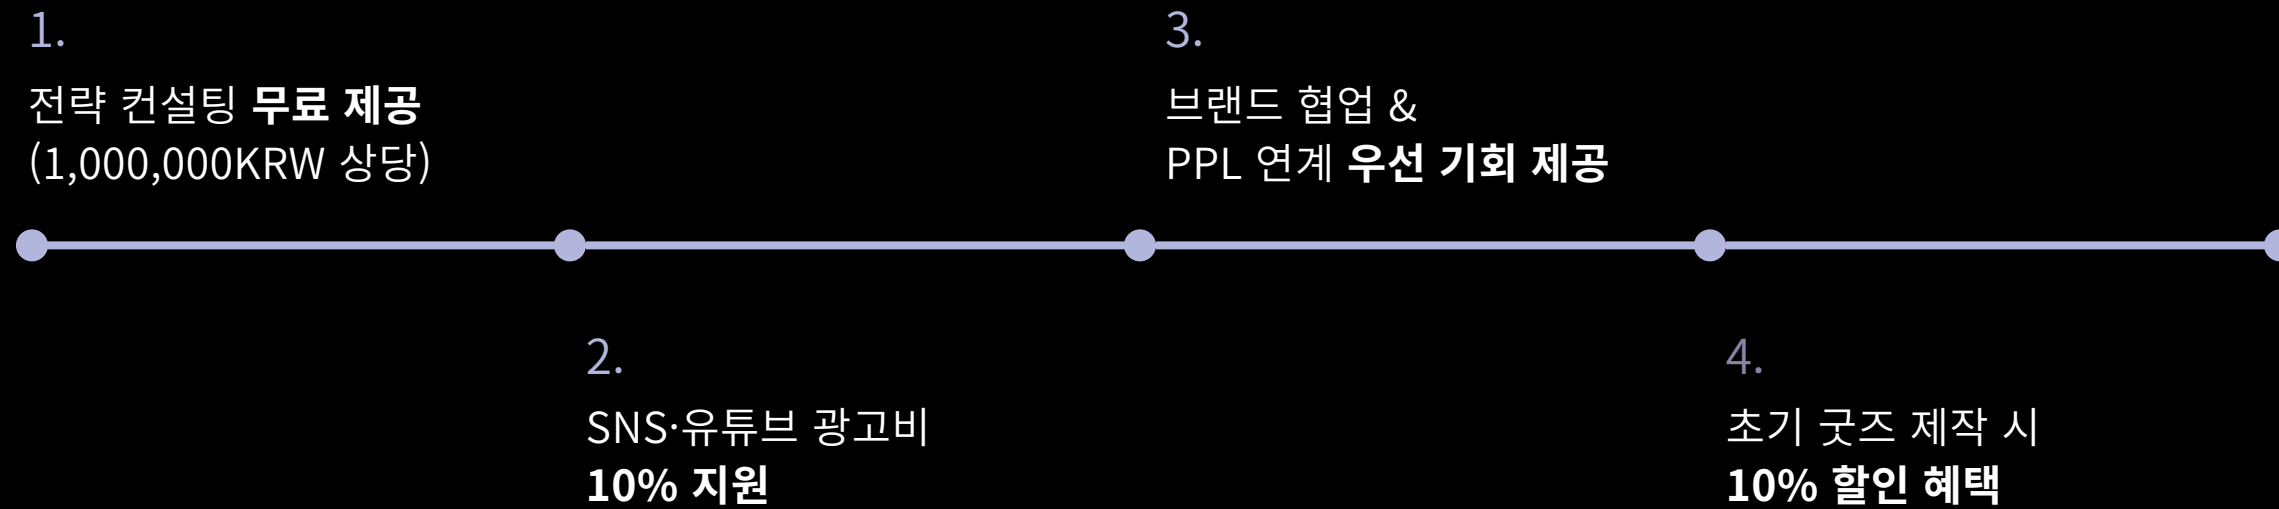 1.
전략 컨설팅 무료 제공
(1,000,000KRW 상당)
2.
SNS·유튜브 광고비
10% 지원
3.
브랜드 협업 &
PPL 연계 우선 기회 제공
4.
초기 굿즈 제작 시
10% 할인 혜택